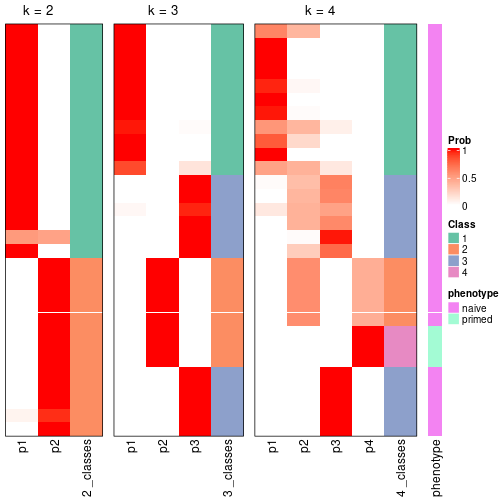 k = 2
k = 3
k = 4
p1
p2
2_classes
p1
p2
p3
3_classes
p1
p2
p3
p4
4_classes
phenotype
Prob
1
0.5
0
Class
1
2
3
4
phenotype
naive
primed